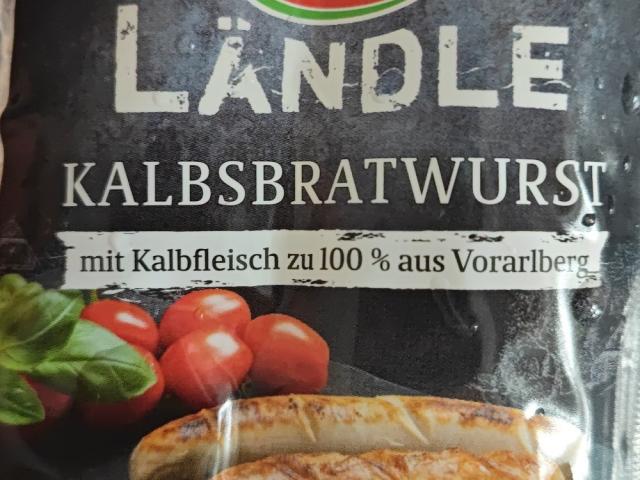 LÄNDLE
KALBSBRATWURST
mit Kalbfleisch zu 100 % aus Vorarlberg